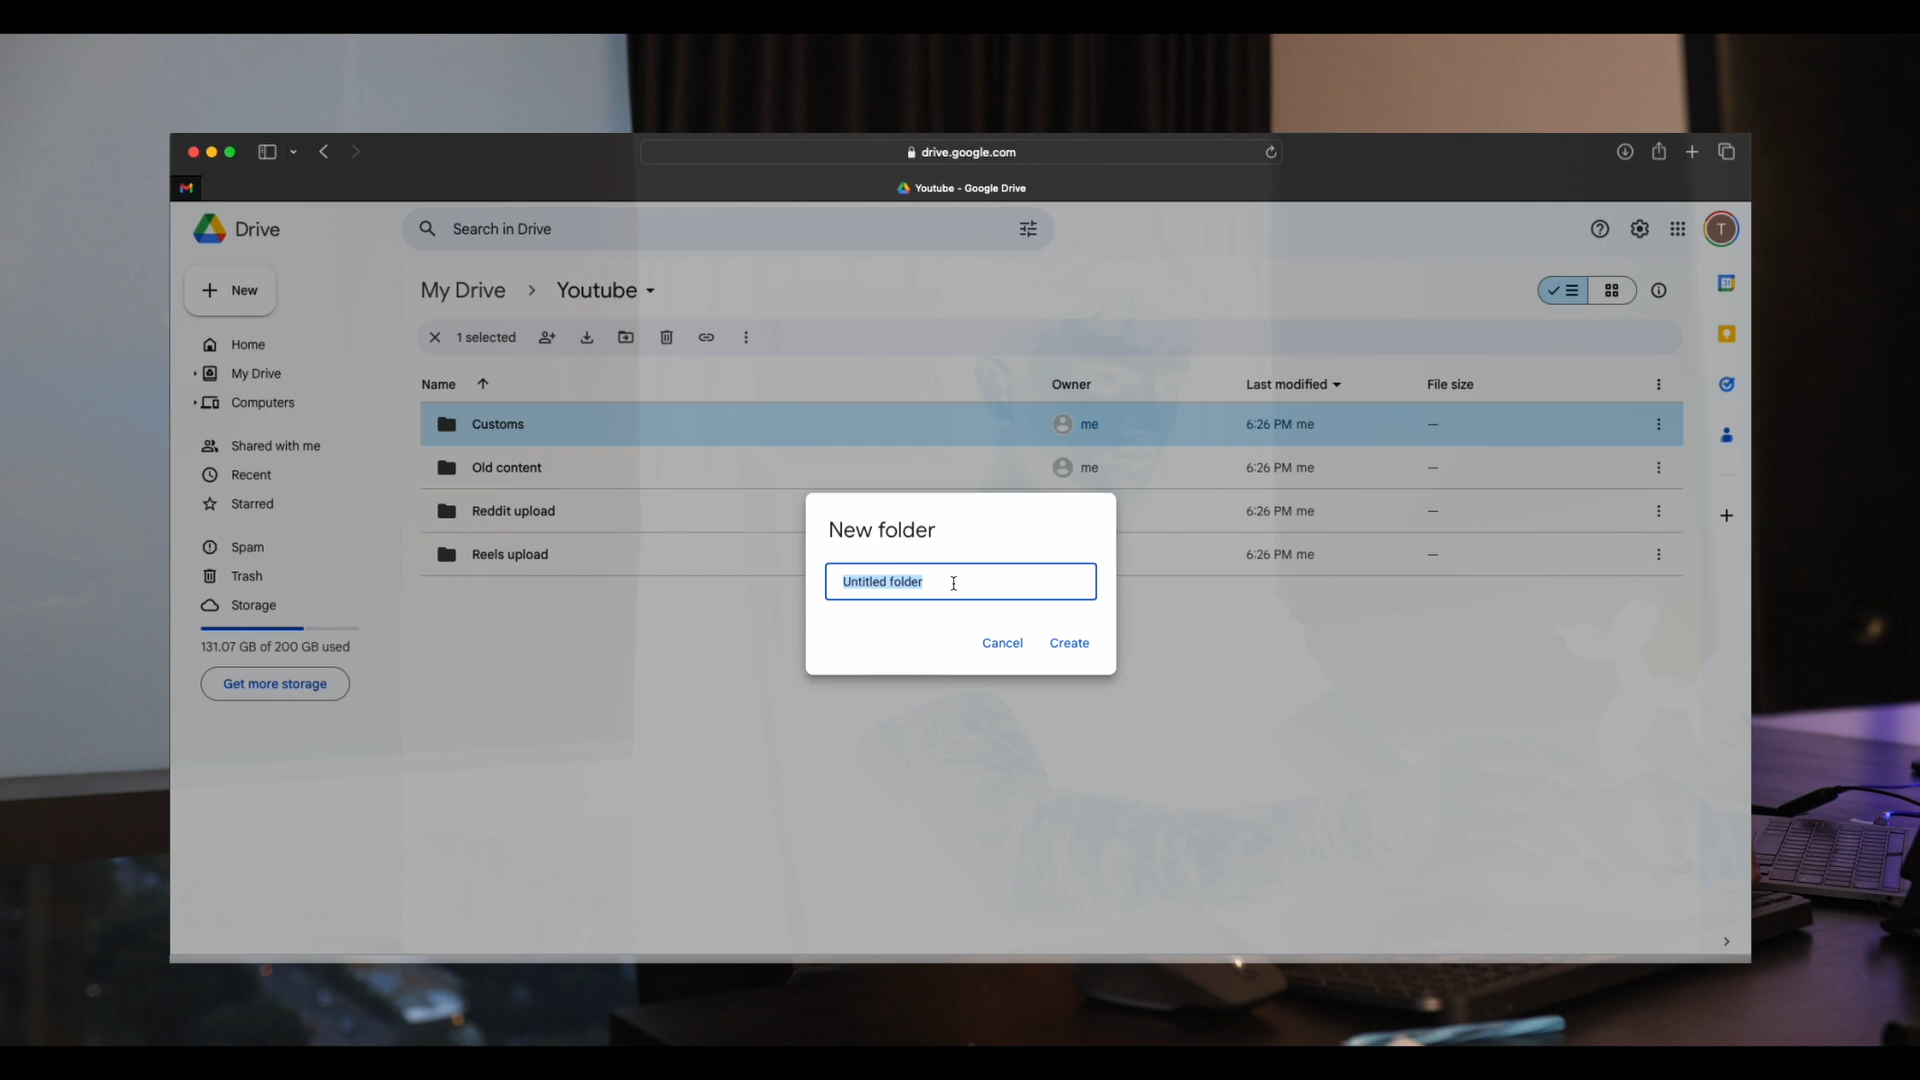 drive.google.com
Youtube - Google Drive
Drive
Search in Drive
T
New
My Drive > Youtube
31
1 selected
Home
My Drive
Computers
Shared with me
Recent
Starred
Spam
Trash
Storage
131.07 GB of 200 GB used
Get more storage
Name Owner Last modified File size
Customs me 6:26 PM me —
Old content me 6:26 PM me —
Reddit upload 6:26 PM me —
Reels upload 6:26 PM me —
New folder
Untitled folder
Cancel Create